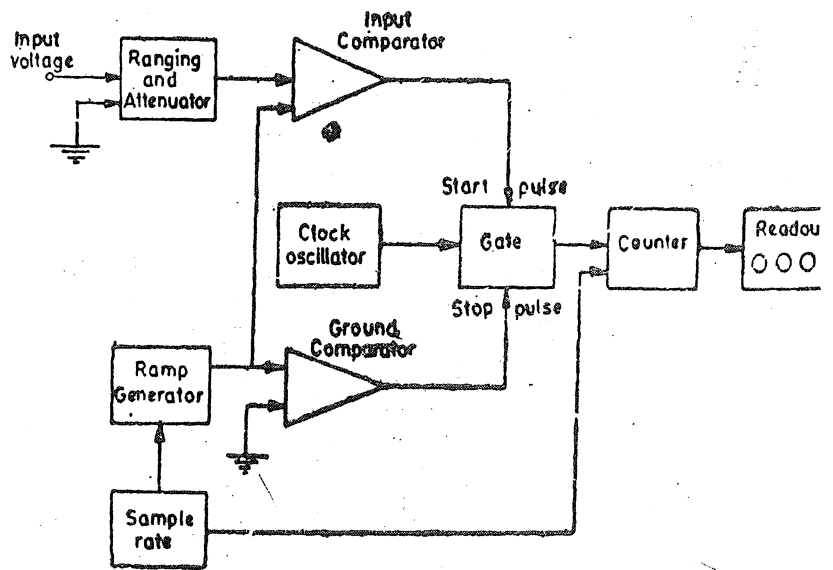 Input
voltage
Ranging
and
Attenuator
Input
Comparator
Start pulse
Clock
oscillator
Gate
Counter
Readou
Stop pulse
Ground
Comparator
Ramp
Generator
Sample
rate